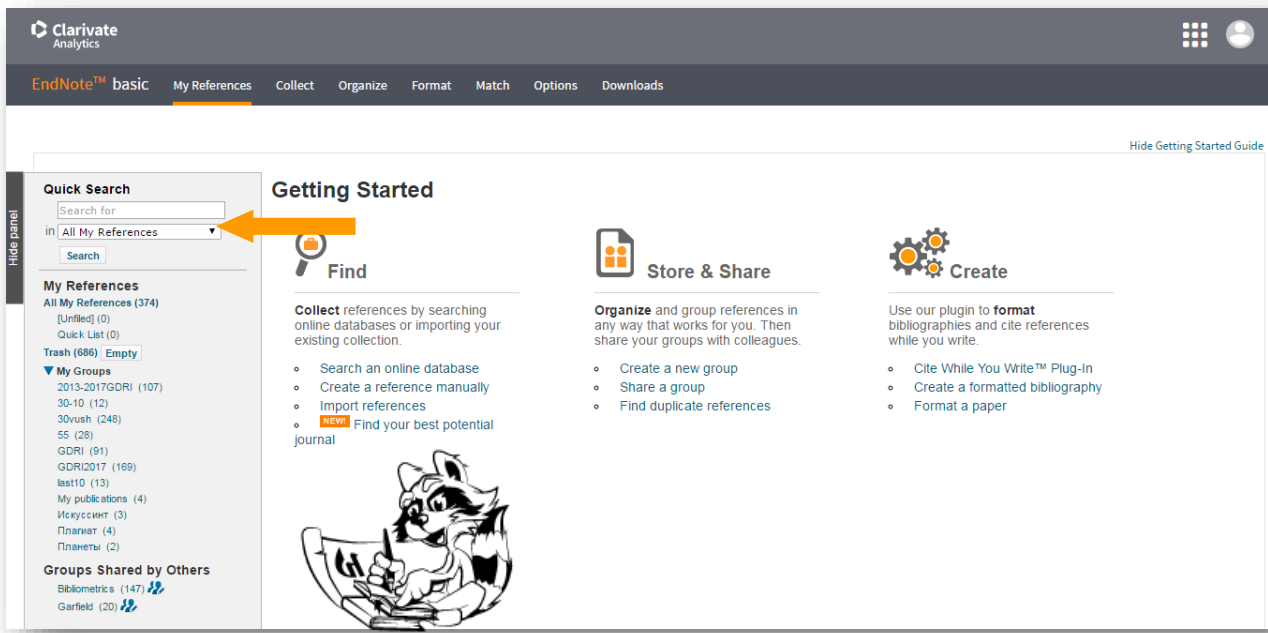 Clarivate
Analytics
EndNote™ basic My References Collect Organize Format Match Options Downloads
Hide Getting Started Guide
Hide panel
Quick Search
Search for
in All My References
Search
My References
All My References (374)
[Unfiled] (0)
Quick List (0)
Trash (686) Empty
My Groups
2013-2017GDRI (107)
30-10 (12)
30vush (248)
55 (28)
GDRI (91)
GDRI2017 (169)
last10 (13)
My publications (4)
Искуссинт (3)
Плагиат (4)
Планеты (2)
Groups Shared by Others
Bibliometrics (147)
Garfield (20)
Getting Started
Find
Collect references by searching
online databases or importing your
existing collection.
Search an online database
Create a reference manually
Import references
NEW! Find your best potential
journal
Store & Share
Organize and group references in
any way that works for you. Then
share your groups with colleagues.
Create a new group
Share a group
Find duplicate references
Create
Use our plugin to format
bibliographies and cite references
while you write.
Cite While You Write™ Plug-In
Create a formatted bibliography
Format a paper